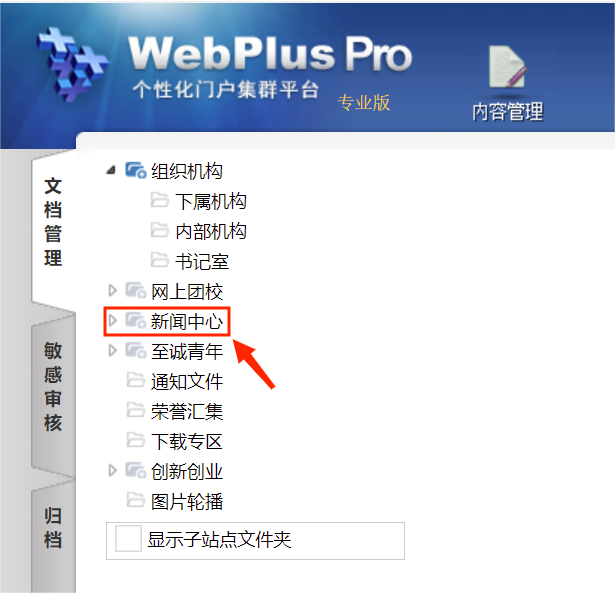 WebPlus Pro
个性化门户集群平台
专业版
内容管理
文档管理
敏感审核
归档
组织机构
下属机构
内部机构
书记室
网上团校
新闻中心
至诚青年
通知文件
荣誉汇集
下载专区
创新创业
图片轮播
显示子站点文件夹